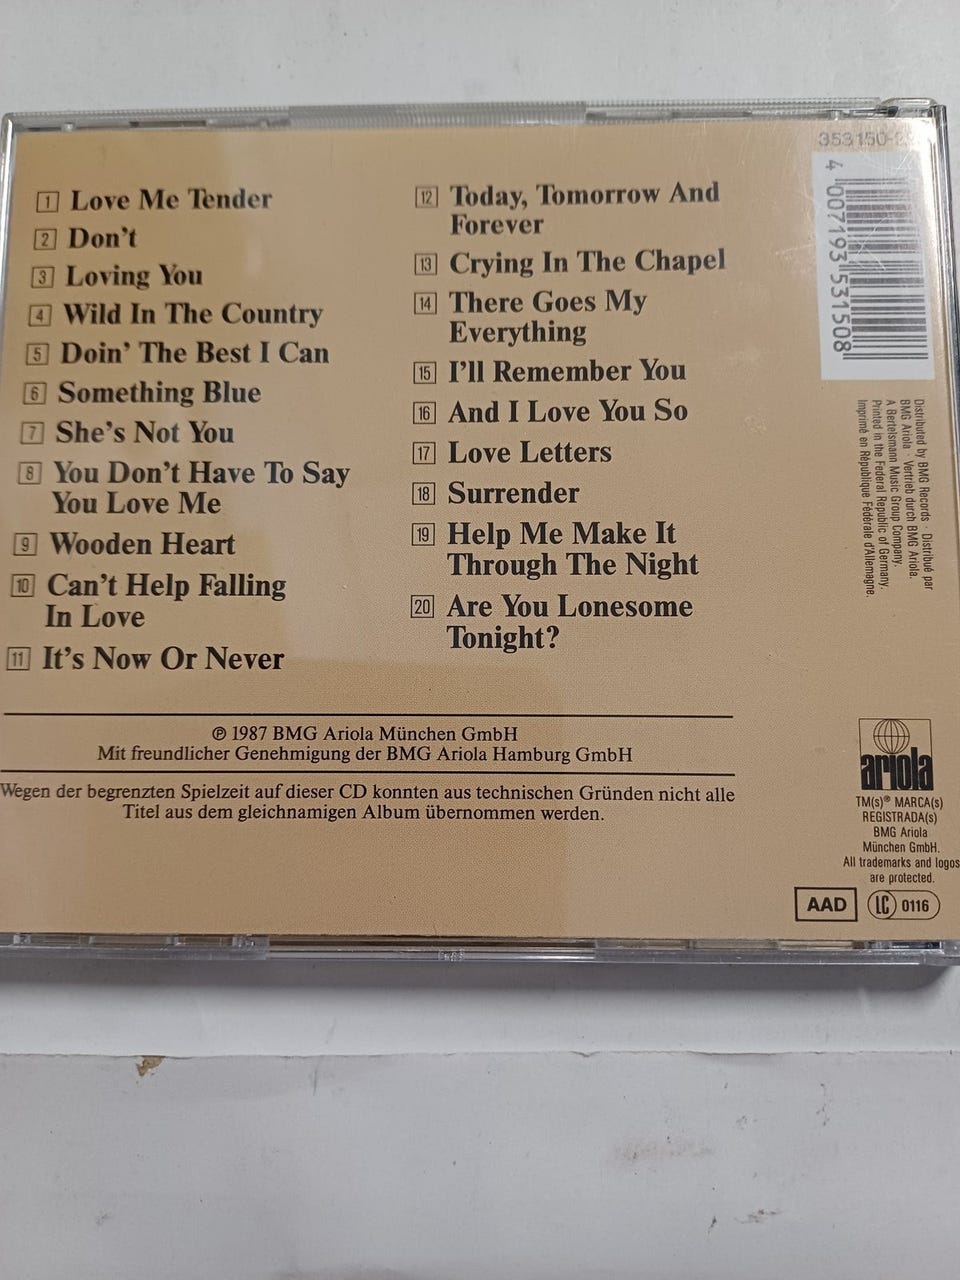 1 Love Me Tender
2 Don't
3 Loving You
4 Wild In The Country
5 Doin' The Best I Can
6 Something Blue
7 She's Not You
8 You Don't Have To Say
You Love Me
9 Wooden Heart
10 Can't Help Falling
In Love
11 It's Now Or Never
12 Today, Tomorrow And
Forever
13 Crying In The Chapel
14 There Goes My
Everything
15 I'll Remember You
16 And I Love You So
17 Love Letters
18 Surrender
19 Help Me Make It
Through The Night
20 Are You Lonesome
Tonight?
℗ 1987 BMG Ariola München GmbH
Mit freundlicher Genehmigung der BMG Ariola Hamburg GmbH
Wegen der begrenzten Spielzeit auf dieser CD konnten aus technischen Gründen nicht alle
Titel aus dem gleichnamigen Album übernommen werden.
4 007193 531508
Distributed by BMG Records · Distribué par
BMG Ariola · Vertrieb durch BMG Ariola.
A Bertelsmann Music Group Company.
Printed in the Federal Republic of Germany.
Imprimé en République Fédérale d'Allemagne.
ariola
TM(s)® MARCA(s)
REGISTRADA(s)
BMG Ariola
München GmbH.
All trademarks and logos
are protected.
AAD
LC 0116